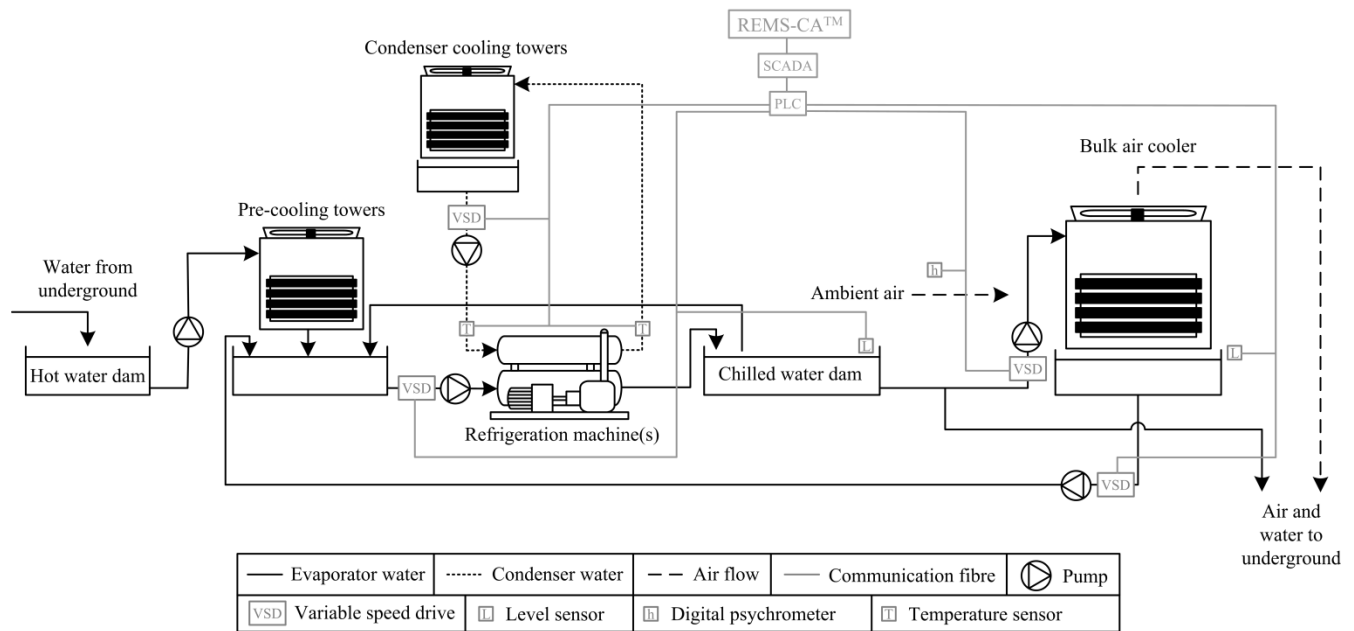 REMS-CA™
Condenser cooling towers
SCADA
PLC
Bulk air cooler
VSD
Pre-cooling towers
Water from
underground
h
Ambient air
T
T
L
L
Hot water dam
Chilled water dam
VSD
VSD
Refrigeration machine(s)
VSD
Air and
water to
underground
Evaporator water
Condenser water
Air flow
Communication fibre
Pump
VSD Variable speed drive
L Level sensor
h Digital psychrometer
T Temperature sensor